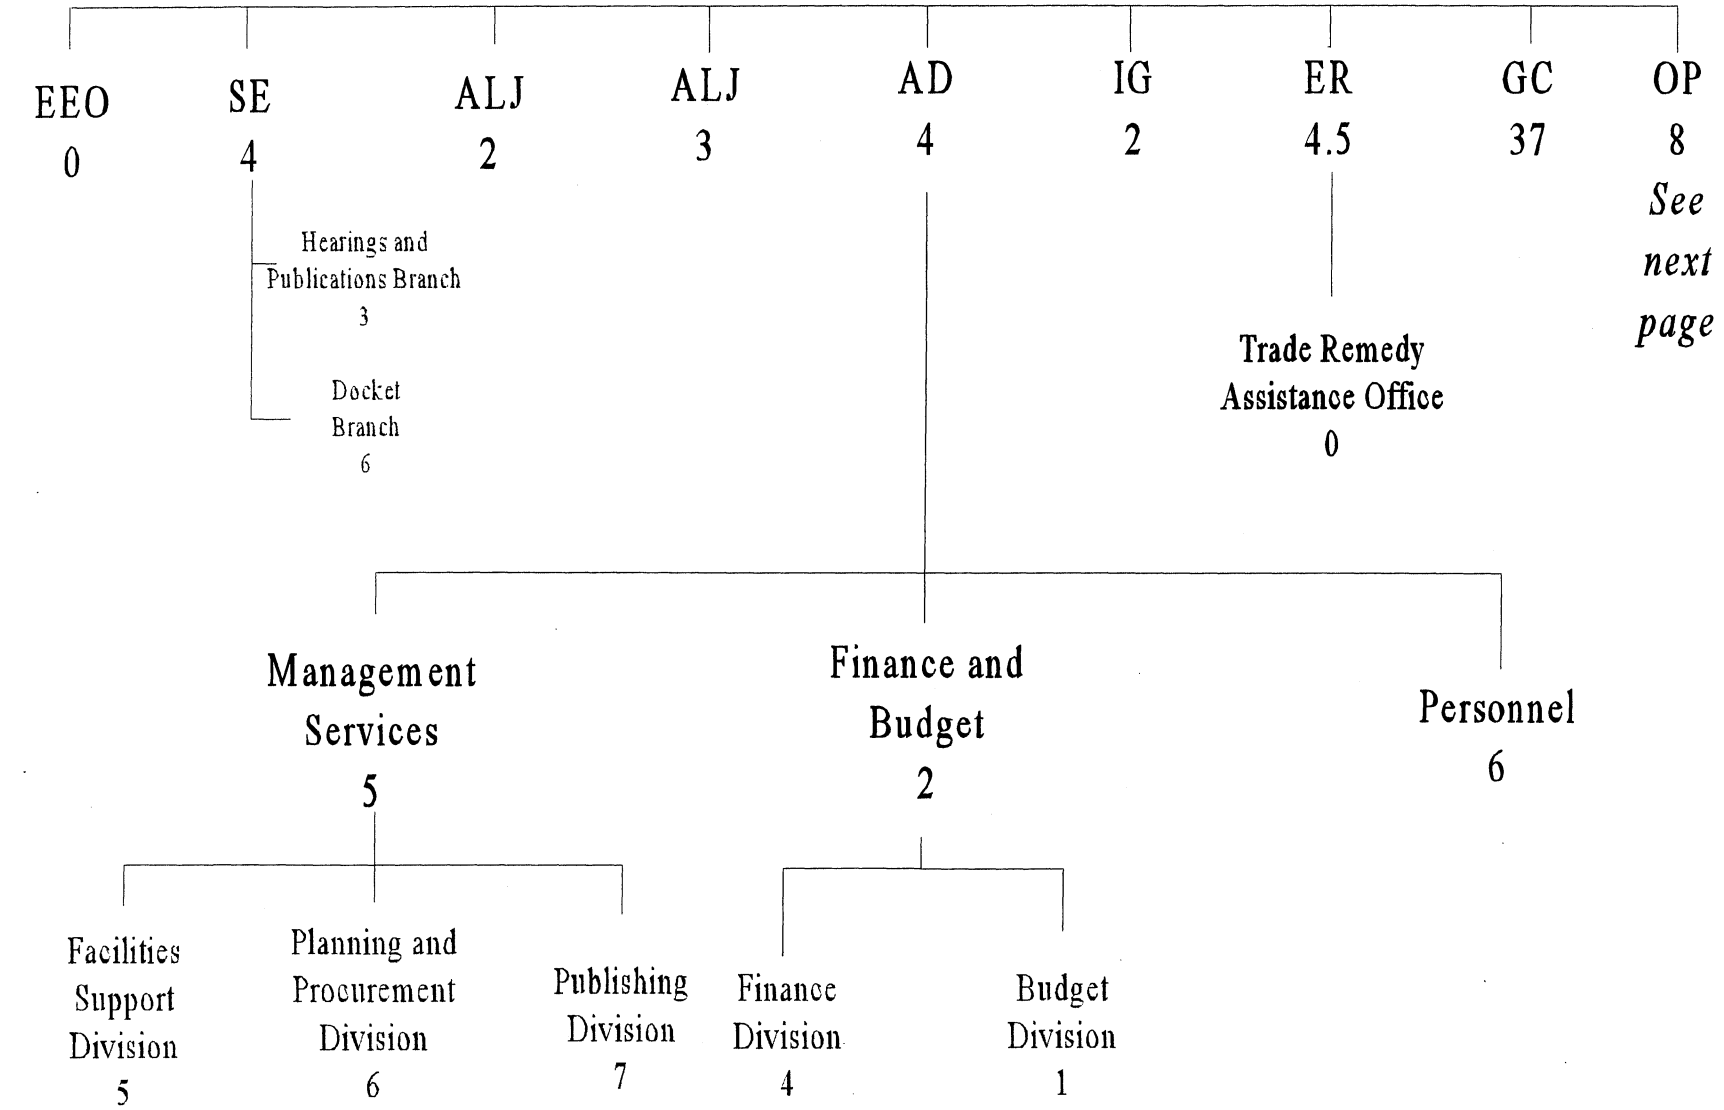 EEO
0
SE
4
Hearings and
Publications Branch
3
Docket
Branch
6
ALJ
2
ALJ
3
AD
4
IG
2
ER
4.5
Trade Remedy
Assistance Office
0
GC
37
OP
8
See
next
page
Management
Services
5
Finance and
Budget
2
Personnel
6
Facilities
Support
Division
5
Planning and
Procurement
Division
6
Publishing
Division
7
Finance
Division
4
Budget
Division
1